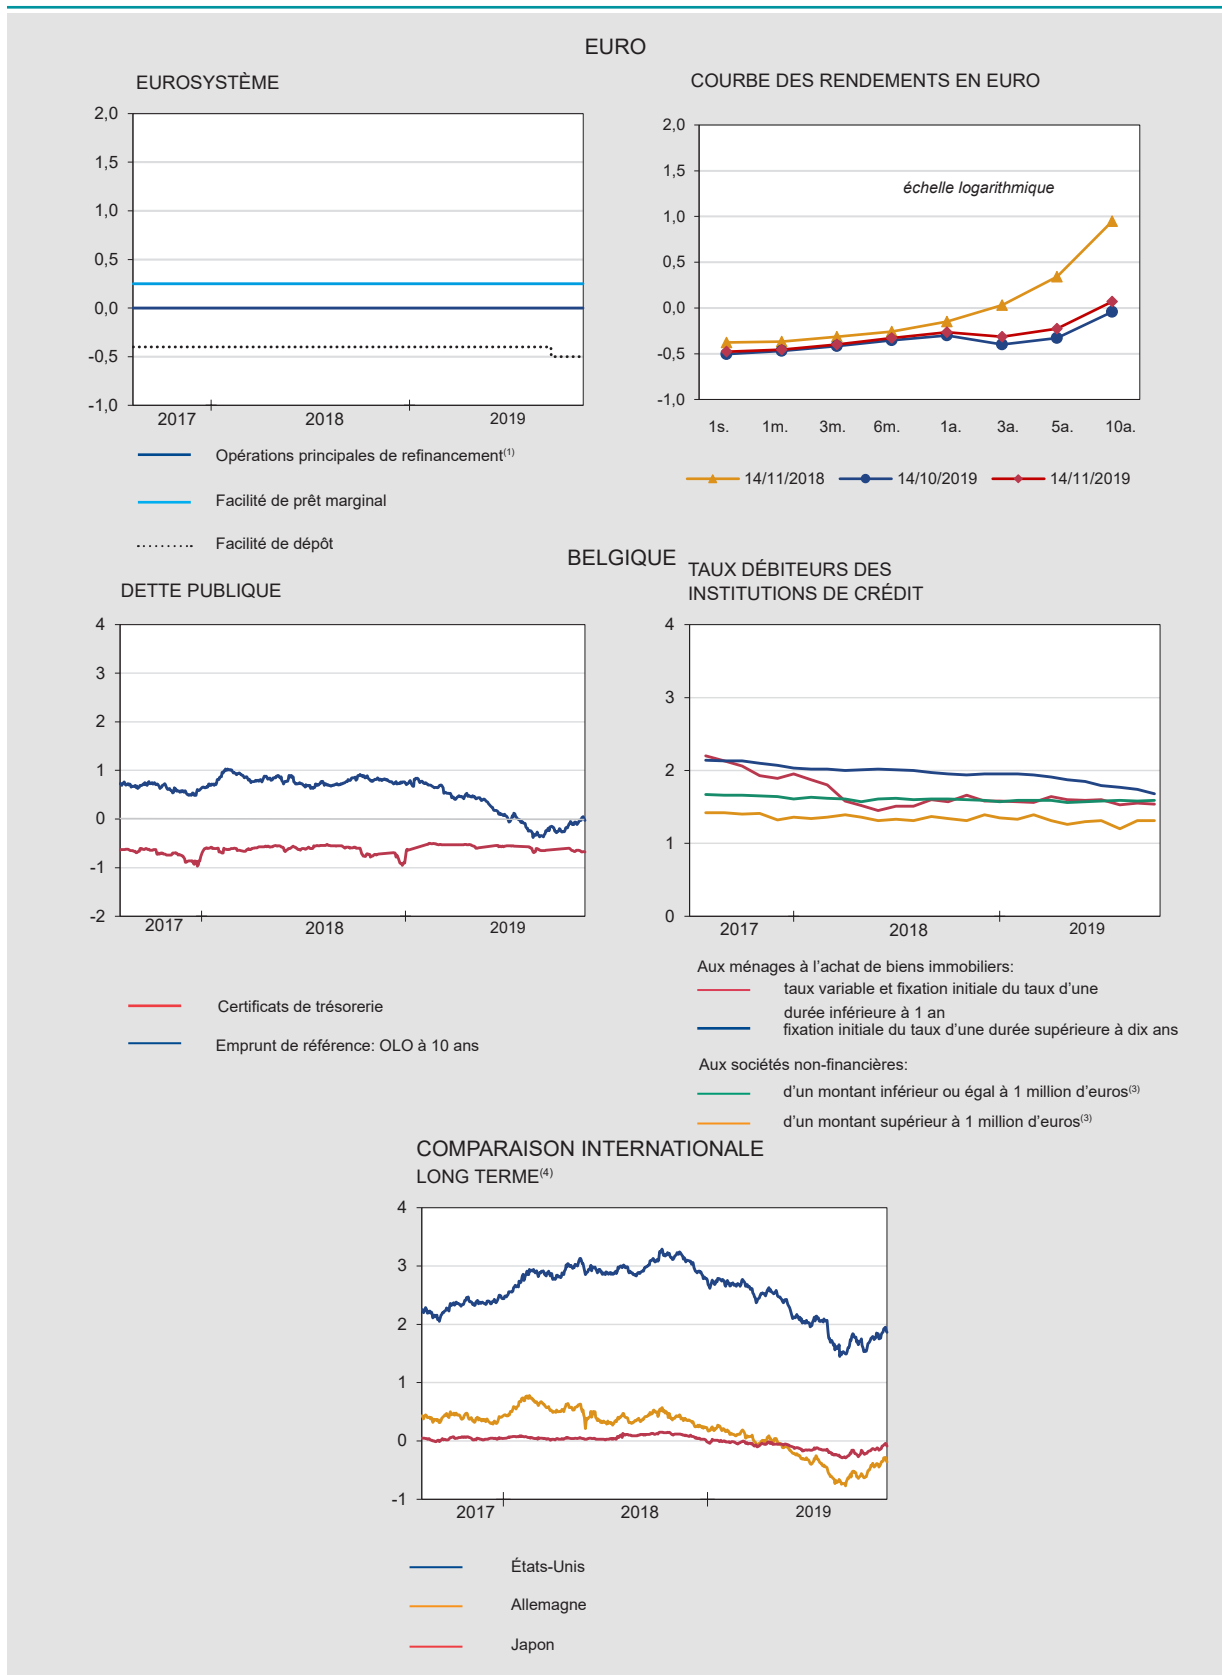 EURO
EUROSYSTÈME
2,0
1,5
1,0
0,5
0,0
-0,5
-1,0
2017 2018 2019
Opérations principales de refinancement(1)
Facilité de prêt marginal
Facilité de dépôt
COURBE DES RENDEMENTS EN EURO
2,0
1,5
1,0
0,5
0,0
-0,5
-1,0
échelle logarithmique
1s. 1m. 3m. 6m. 1a. 3a. 5a. 10a.
14/11/2018 14/10/2019 14/11/2019
BELGIQUE
DETTE PUBLIQUE
4
3
2
1
0
-1
-2
2017 2018 2019
Certificats de trésorerie
Emprunt de référence: OLO à 10 ans
TAUX DÉBITEURS DES
INSTITUTIONS DE CRÉDIT
4
3
2
1
0
2017 2018 2019
Aux ménages à l’achat de biens immobiliers:
taux variable et fixation initiale du taux d’une
durée inférieure à 1 an
fixation initiale du taux d’une durée supérieure à dix ans
Aux sociétés non-financières:
d’un montant inférieur ou égal à 1 million d’euros(3)
d’un montant supérieur à 1 million d’euros(3)
COMPARAISON INTERNATIONALE
LONG TERME(4)
4
3
2
1
0
-1
2017 2018 2019
États-Unis
Allemagne
Japon